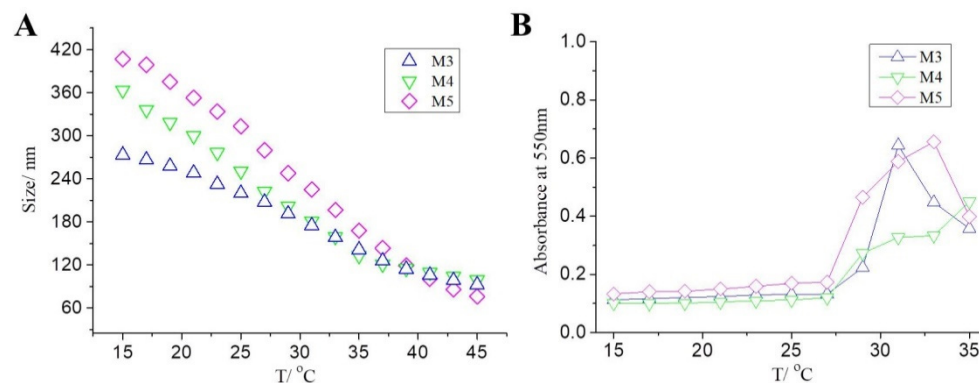 A
Size/ nm
420
360
300
240
180
120
60
M3
M4
M5
15 20 25 30 35 40 45
T/ °C
B
Absorbance at 550nm
1.0
0.8
0.6
0.4
0.2
0.0
M3
M4
M5
15 20 25 30 35
T/ °C